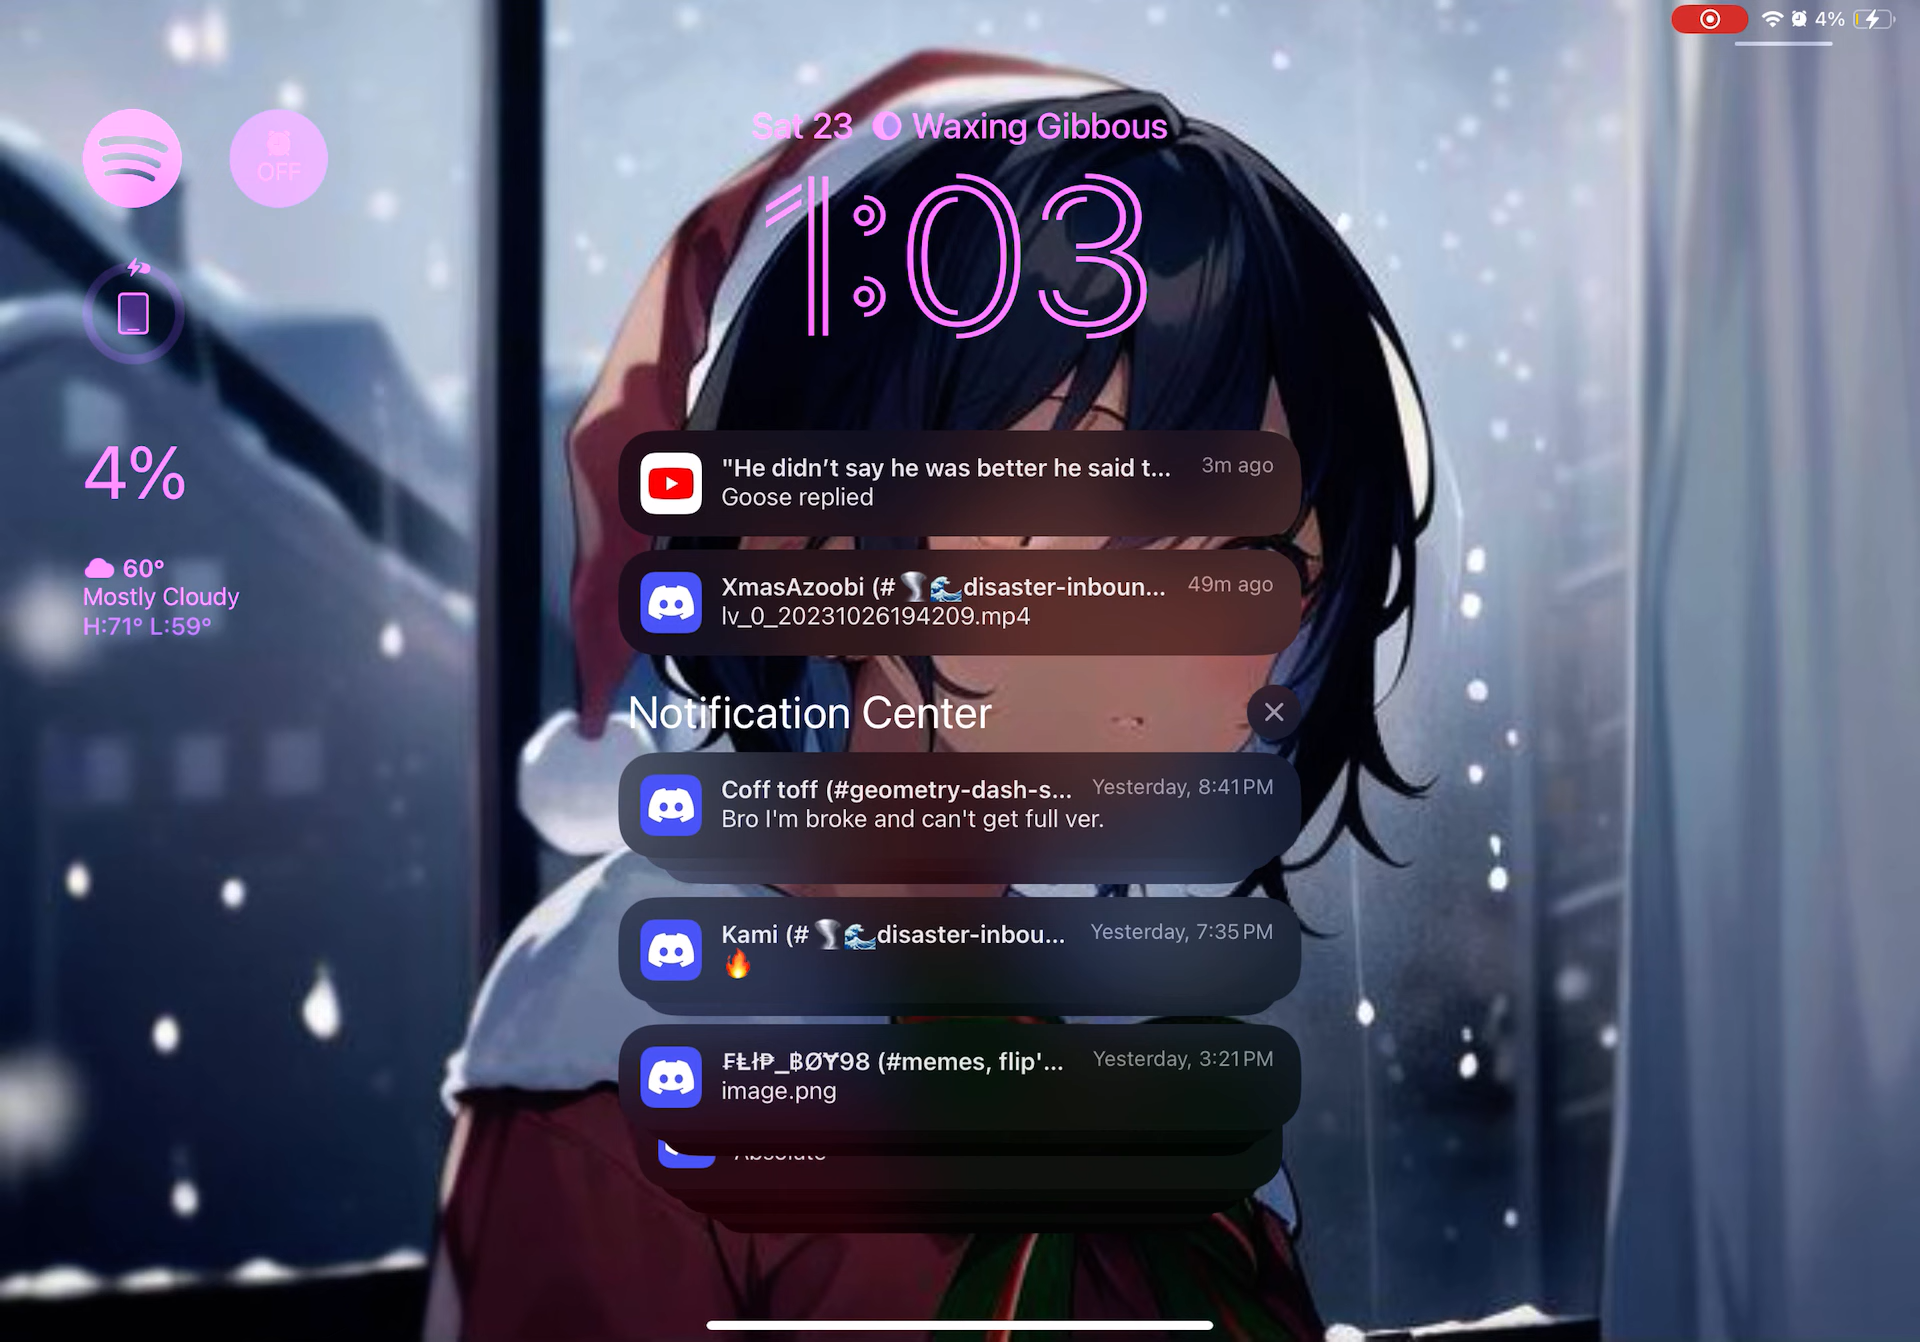 4%
OFF
Sat 23 Waxing Gibbous
1:03
4%
60°
Mostly Cloudy
H:71° L:59°
"He didn't say he was better he said t... 3m ago
Goose replied
XmasAzoobi (#🌪️🌊disaster-inboun... 49m ago
lv_0_20231026194209.mp4
Notification Center
Coff toff (#geometry-dash-s... Yesterday, 8:41 PM
Bro I'm broke and can't get full ver.
Kami (#🌪️🌊disaster-inbou... Yesterday, 7:35 PM
🔥
₣Ⱡł₱_฿ØɎ98 (#memes, flip'... Yesterday, 3:21 PM
image.png
Absolute